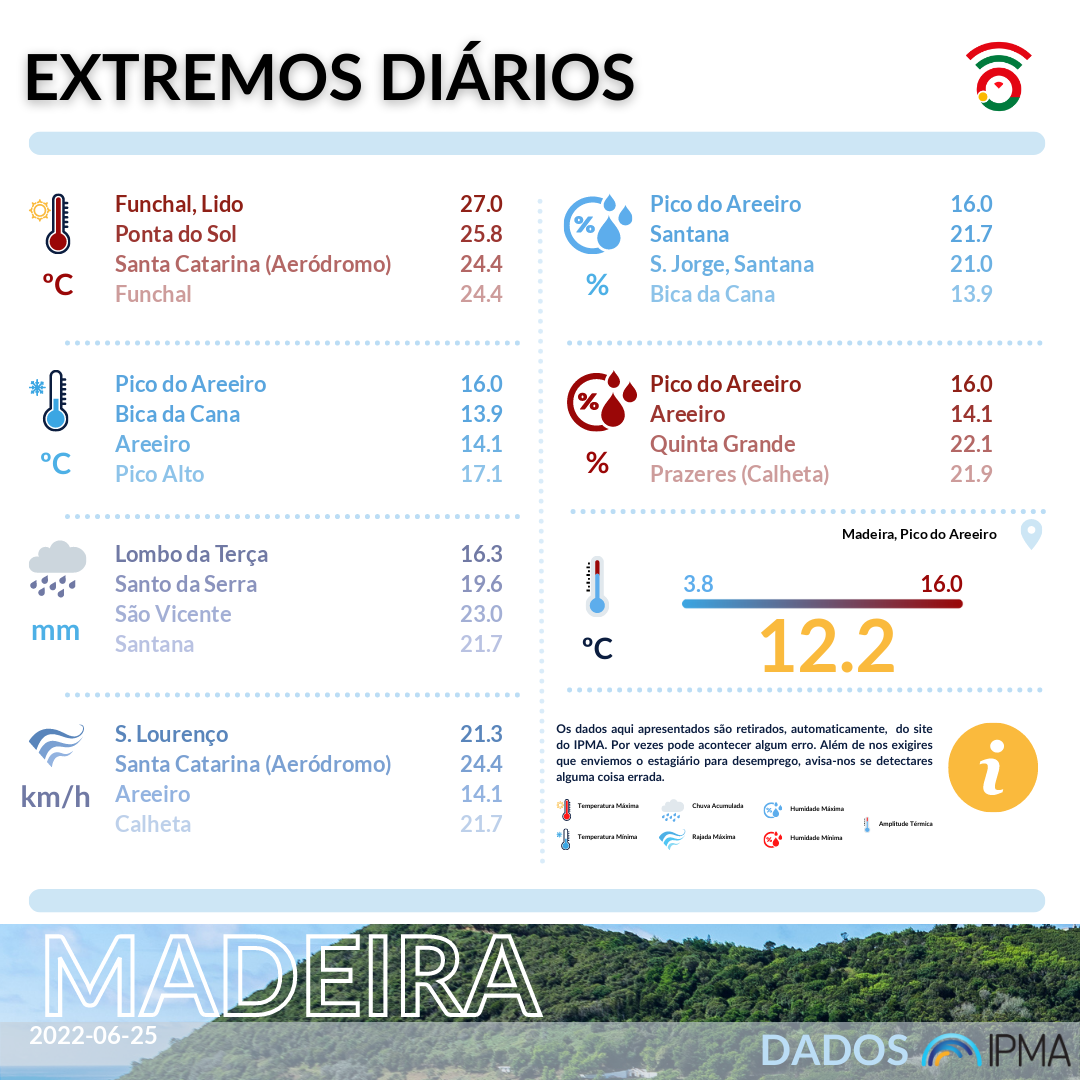 EXTREMOS DIÁRIOS
Funchal, Lido 27.0
Ponta do Sol 25.8
Santa Catarina (Aeródromo) 24.4
Funchal 24.4
ºC
Pico do Areeiro 16.0
Bica da Cana 13.9
Areeiro 14.1
Pico Alto 17.1
ºC
Lombo da Terça 16.3
Santo da Serra 19.6
São Vicente 23.0
Santana 21.7
mm
S. Lourenço 21.3
Santa Catarina (Aeródromo) 24.4
Areeiro 14.1
Calheta 21.7
km/h
%
Pico do Areeiro 16.0
Santana 21.7
S. Jorge, Santana 21.0
Bica da Cana 13.9
%
%
Pico do Areeiro 16.0
Areeiro 14.1
Quinta Grande 22.1
Prazeres (Calheta) 21.9
%
Madeira, Pico do Areeiro
3.8 16.0
12.2
ºC
Os dados aqui apresentados são retirados, automaticamente, do site
do IPMA. Por vezes pode acontecer algum erro. Além de nos exigires
que enviemos o estagiário para desemprego, avisa-nos se detectares
alguma coisa errada.
i
Temperatura Máxima Chuva Acumulada Humidade Máxima
Amplitude Térmica
Temperatura Mínima Rajada Máxima Humidade Mínima
MADEIRA
2022-06-25
DADOS IPMA